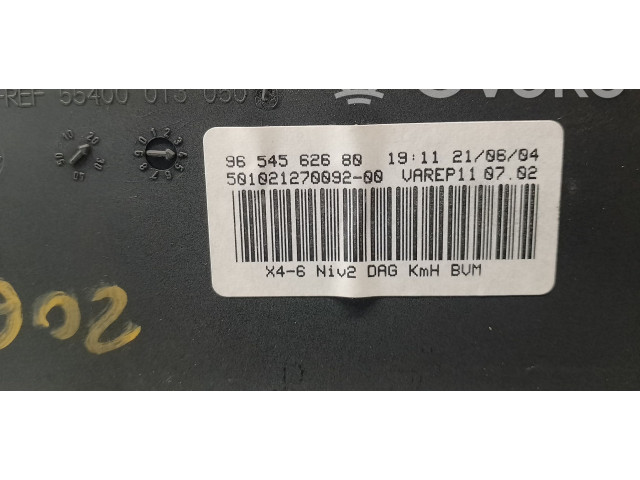 REF 55400 013 050
96 545 626 80 19:11 21/06/04
501021270092-00 VAREP11 07.02
X4-6 Niv2 DAG KmH BVM
206